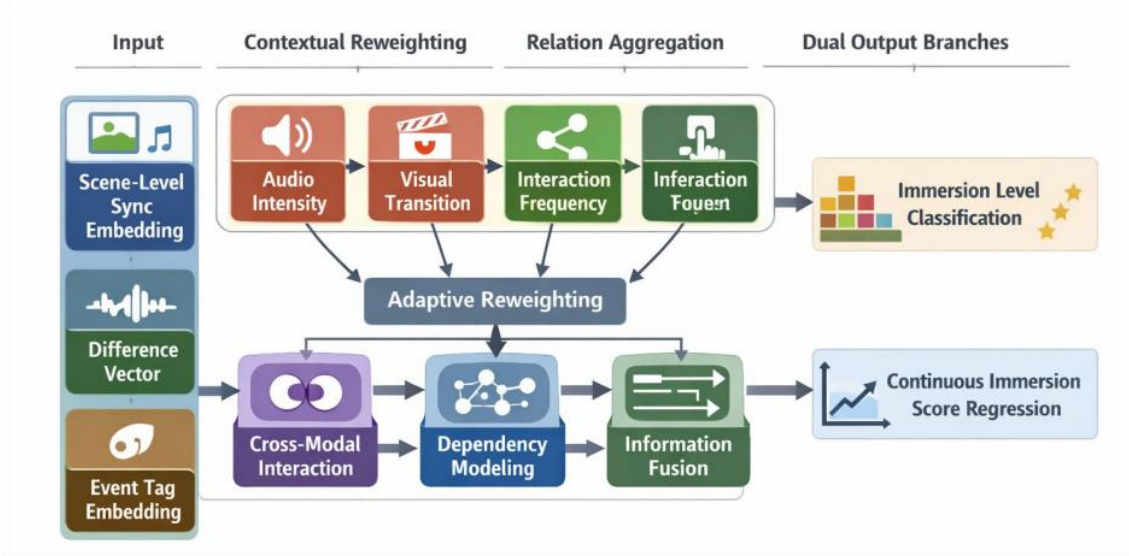 Input
Contextual Reweighting
Relation Aggregation
Dual Output Branches
Scene-Level
Sync
Embedding
Difference
Vector
Event Tag
Embedding
Audio
Intensity
Visual
Transition
Interaction
Frequency
Inferaction
Adaptive Reweighting
Cross-Modal
Interaction
Dependency
Modeling
Information
Fusion
Immersion Level
Classification
Continuous Immersion
Score Regression